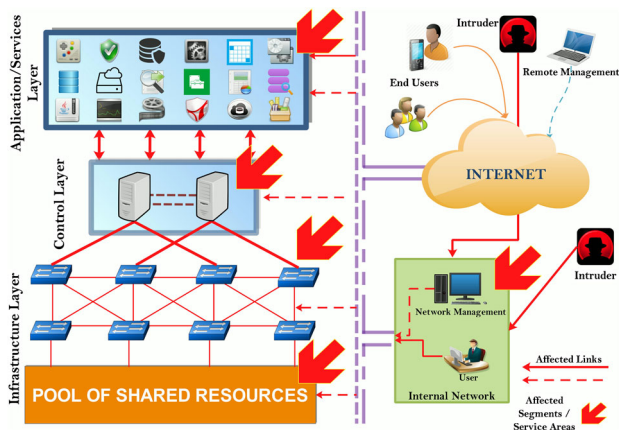 Application/Services
Layer
Control Layer
Infrastructure Layer
POOL OF SHARED RESOURCES
Intruder
End Users
Remote Management
INTERNET
Intruder
Network Management
User
Internal Network
Affected Links
Affected
Segments /
Service Areas